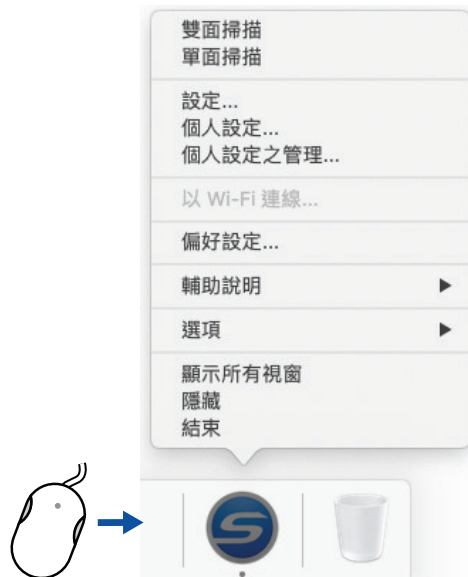 雙面掃描
單面掃描
設定...
個人設定...
個人設定之管理...
以 Wi-Fi 連線...
偏好設定...
輔助說明
選項
顯示所有視窗
隱藏
結束
S